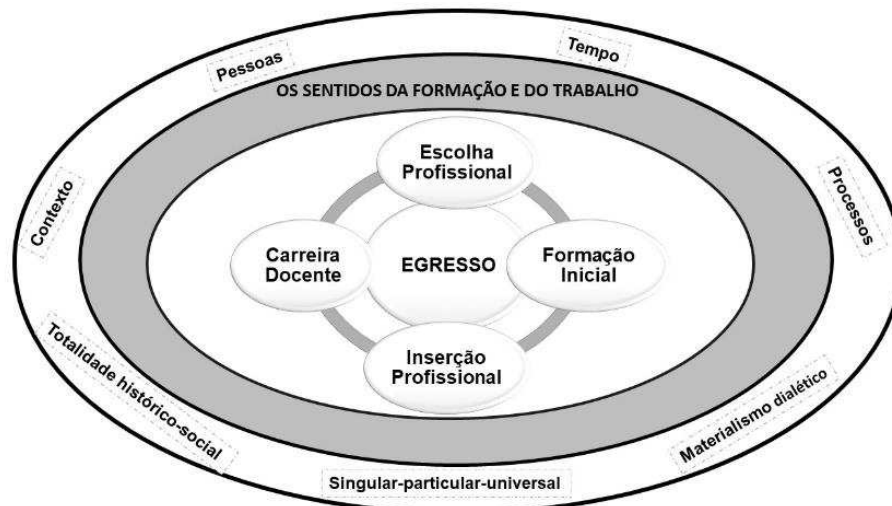 Tempo
Pessoas
OS SENTIDOS DA FORMAÇÃO E DO TRABALHO
Escolha
Profissional
Contexto
Processos
Carreira
Docente
EGRESSO
Formação
Inicial
Inserção
Profissional
Totalidade histórico-social
Materialismo dialético
Singular-particular-universal